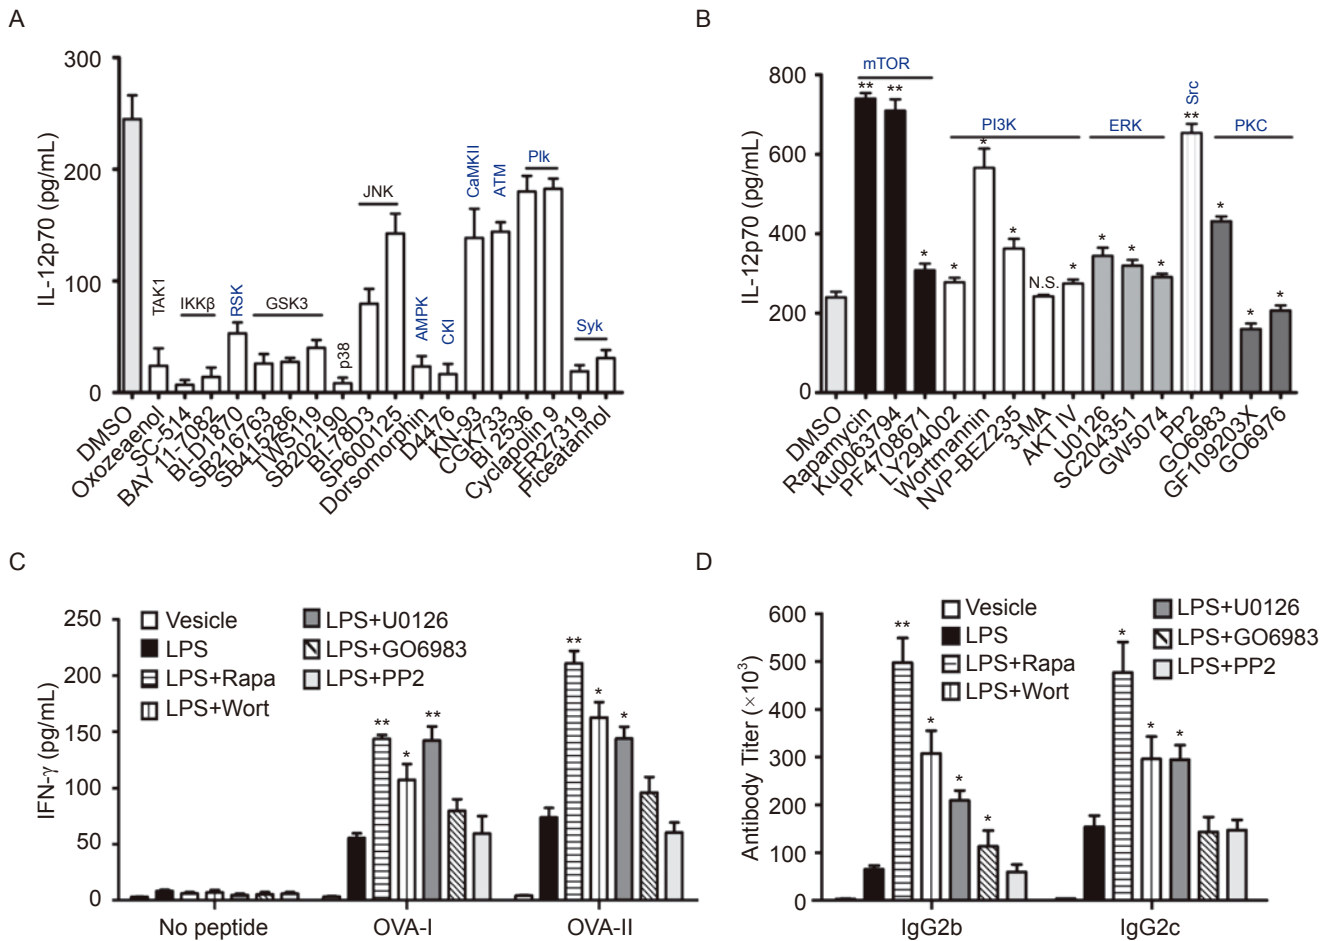 A
IL-12p70 (pg/mL)
300
200
100
0
TAK1
IKKβ
RSK
GSK3
p38
JNK
AMPK
CKI
CaMKII
ATM
Plk
Syk
DMSO
Oxozeaenol
SC-514
BAY 11-7082
BI-D1870
SB216763
SB415286
TWS119
SB202190
BI-78D3
SP600125
Dorsomorphin
D4476
KN-93
CGK733
BI 2536
Cyclapolin 9
ER27319
Piceatannol
B
IL-12p70 (pg/mL)
800
600
400
200
0
mTOR
** ** *
PI3K
* * * N.S. *
ERK
* * *
Src
**
PKC
* * *
DMSO
Rapamycin
Ku0063794
PF4708671
LY294002
Wortmannin
NVP-BEZ235
3-MA
AKT IV
U0126
SC204351
GW5074
PP2
GO6983
GF109203X
GO6976
C
IFN-γ (pg/mL)
250
200
150
100
50
0
Vesicle
LPS
LPS+Rapa
LPS+Wort
LPS+U0126
LPS+GO6983
LPS+PP2
** * **
** * *
No peptide
OVA-I
OVA-II
D
Antibody Titer (×10³)
600
500
400
300
200
100
0
Vesicle
LPS
LPS+Rapa
LPS+Wort
LPS+U0126
LPS+GO6983
LPS+PP2
** * * *
* * *
IgG2b
IgG2c